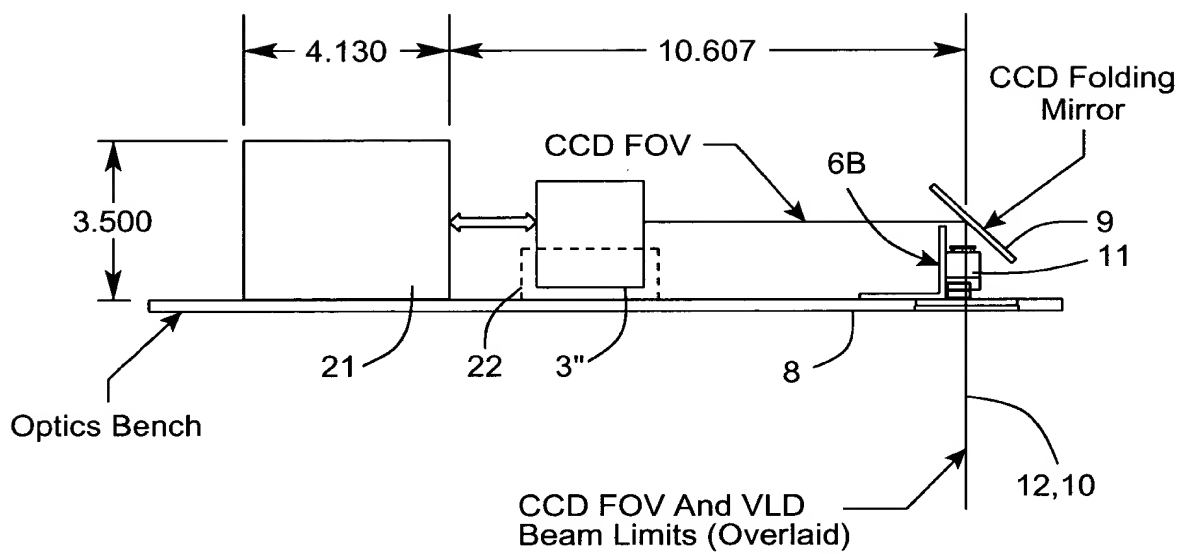 4.130
10.607
CCD Folding
Mirror
CCD FOV
6B
3.500
9
11
21
22
3"
8
Optics Bench
12,10
CCD FOV And VLD
Beam Limits (Overlaid)